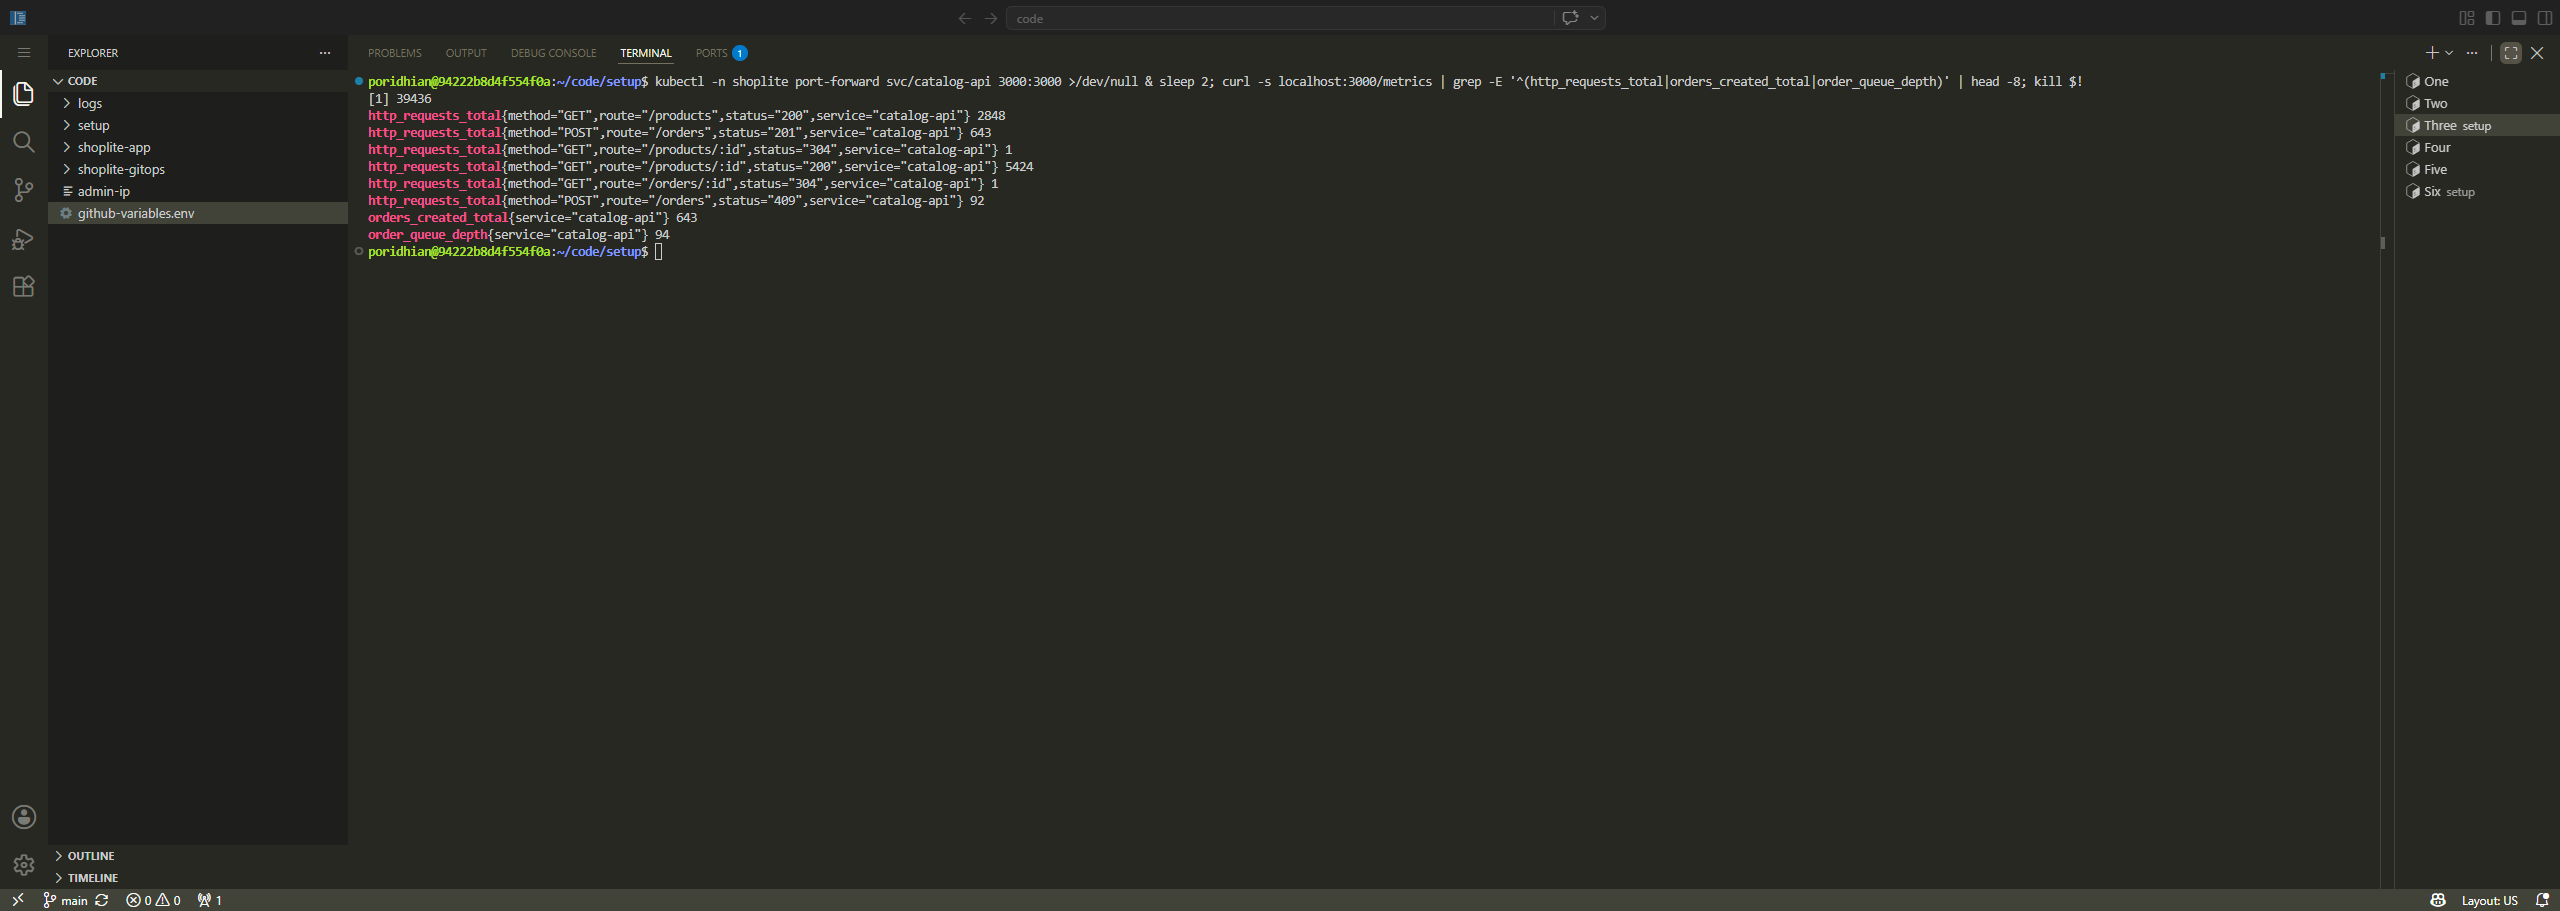 code
EXPLORER
PROBLEMS OUTPUT DEBUG CONSOLE TERMINAL PORTS 1
CODE
logs
setup
shoplite-app
shoplite-gitops
admin-ip
github-variables.env
OUTLINE
TIMELINE
poridhian@94222b8d4f554f0a:~/code/setup$ kubectl -n shoplite port-forward svc/catalog-api 3000:3000 >/dev/null & sleep 2; curl -s localhost:3000/metrics | grep -E '^(http_requests_total|orders_created_total|order_queue_depth)' | head -8; kill $!
[1] 39436
http_requests_total{method="GET",route="/products",status="200",service="catalog-api"} 2848
http_requests_total{method="POST",route="/orders",status="201",service="catalog-api"} 643
http_requests_total{method="GET",route="/products/:id",status="304",service="catalog-api"} 1
http_requests_total{method="GET",route="/products/:id",status="200",service="catalog-api"} 5424
http_requests_total{method="GET",route="/orders/:id",status="304",service="catalog-api"} 1
http_requests_total{method="POST",route="/orders",status="409",service="catalog-api"} 92
orders_created_total{service="catalog-api"} 643
order_queue_depth{service="catalog-api"} 94
poridhian@94222b8d4f554f0a:~/code/setup$
One
Two
Three setup
Four
Five
Six setup
main 0 0 1
Layout: US